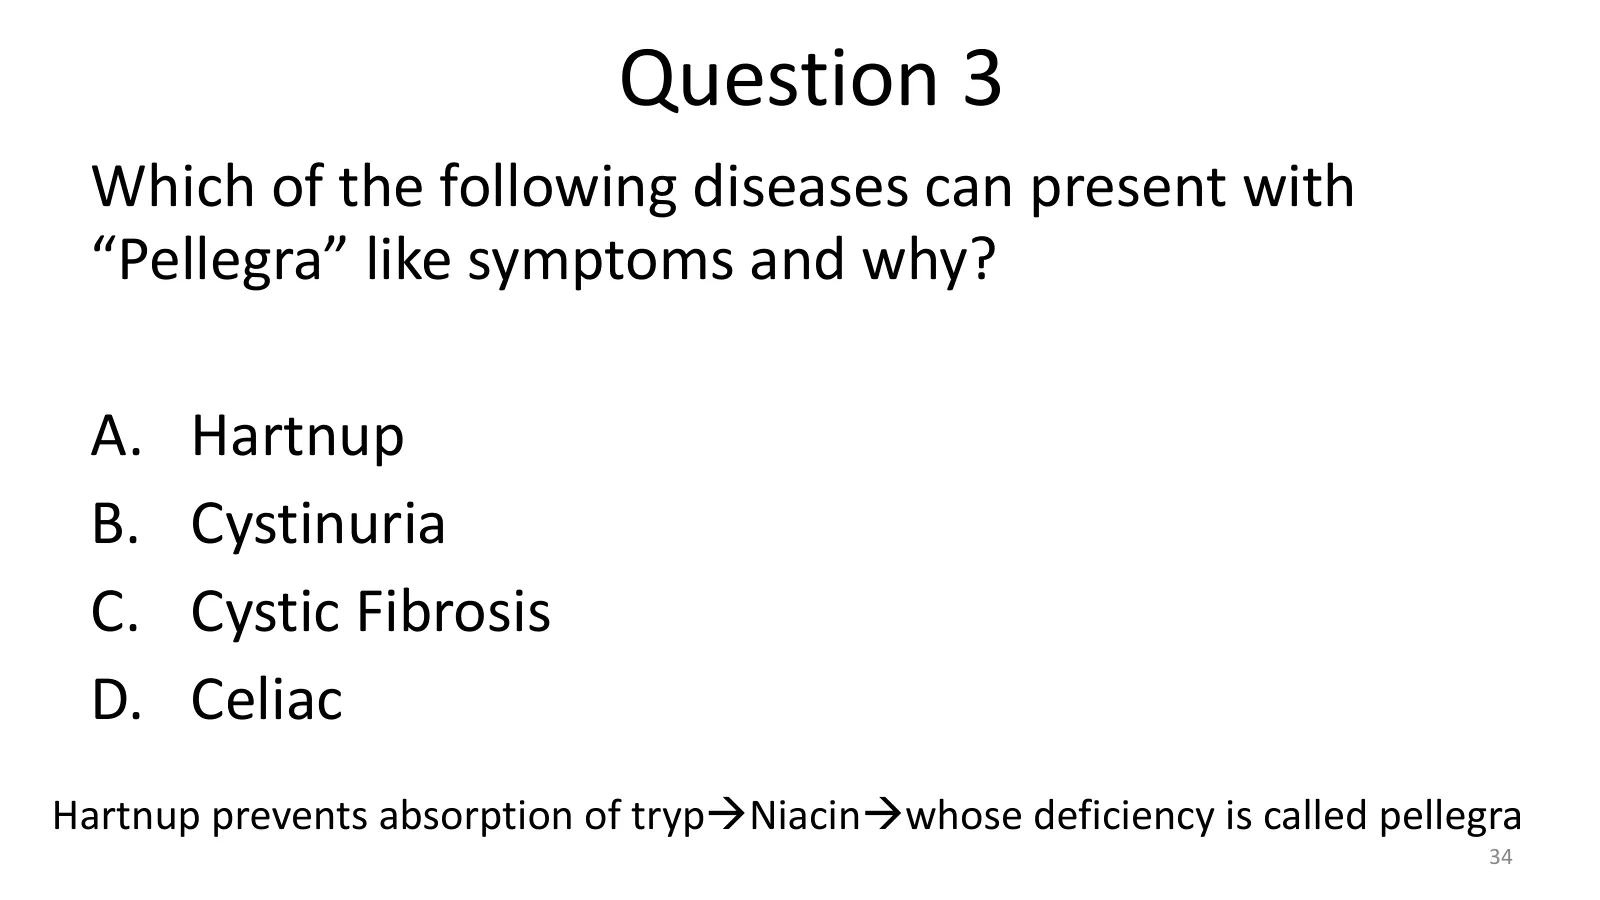 Question 3
Which of the following diseases can present with
“Pellegra” like symptoms and why?
A. Hartnup
B. Cystinuria
C. Cystic Fibrosis
D. Celiac
Hartnup prevents absorption of tryp→Niacin→whose deficiency is called pellegra
34